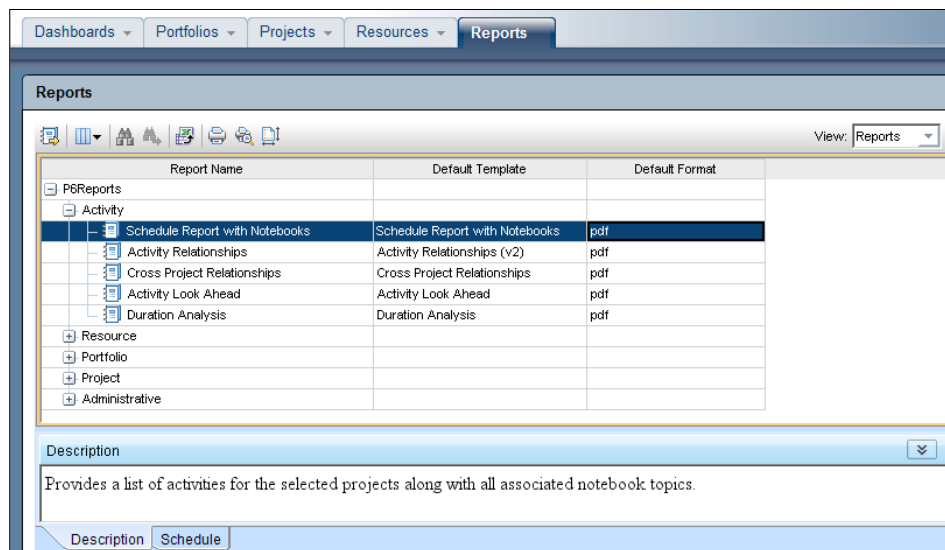 Dashboards Portfolios Projects Resources Reports
Reports
View: Reports
Report Name Default Template Default Format
P6Reports
Activity
Schedule Report with Notebooks Schedule Report with Notebooks pdf
Activity Relationships Activity Relationships (v2) pdf
Cross Project Relationships Cross Project Relationships pdf
Activity Look Ahead Activity Look Ahead pdf
Duration Analysis Duration Analysis pdf
Resource
Portfolio
Project
Administrative
Description
Provides a list of activities for the selected projects along with all associated notebook topics.
Description Schedule